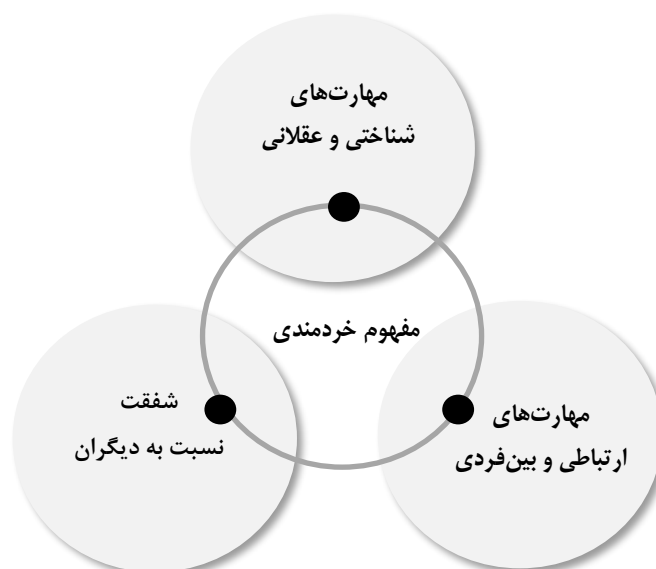 مهارت‌های
شناختی و عقلانی
مفهوم خردمندی
مهارت‌های
ارتباطی و بین‌فردی
شفقت
نسبت به دیگران